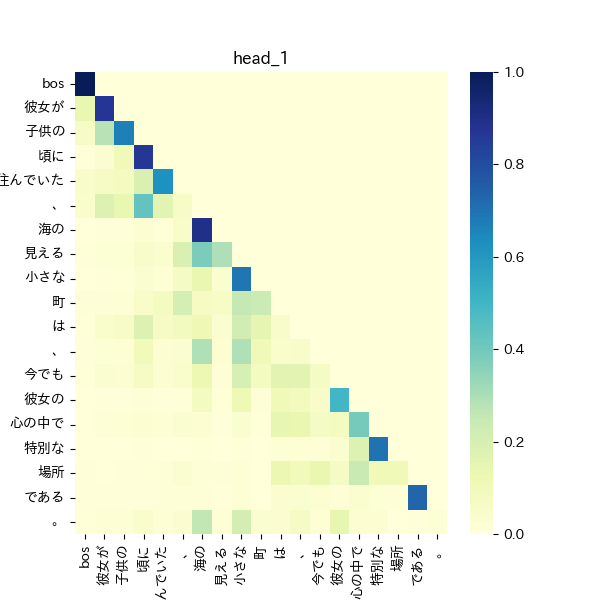 head_1
bos
彼女が
子供の
頃に
住んでいた
、
海の
見える
小さな
町
は
、
今でも
彼女の
心の中で
特別な
場所
である
。
1.0
0.8
0.6
0.4
0.2
0.0
bos
彼女が
子供の
頃に
んでいた
、
海の
見える
小さな
町
は
、
今でも
彼女の
心の中で
特別な
場所
である
。